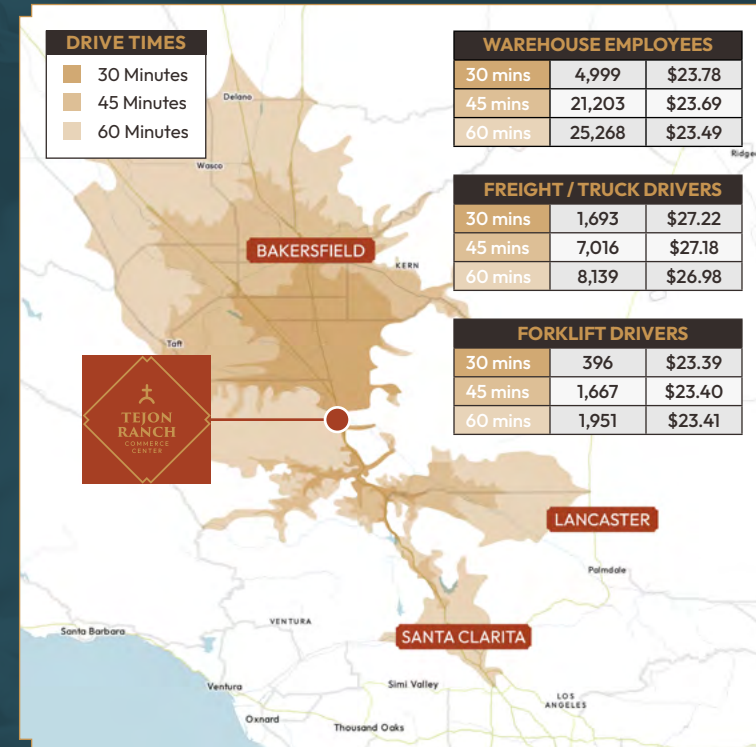 DRIVE TIMES
30 Minutes
45 Minutes
60 Minutes
WAREHOUSE EMPLOYEES
30 mins 4,999 $23.78
45 mins 21,203 $23.69
60 mins 25,268 $23.49
FREIGHT / TRUCK DRIVERS
30 mins 1,693 $27.22
45 mins 7,016 $27.18
60 mins 8,139 $26.98
FORKLIFT DRIVERS
30 mins 396 $23.39
45 mins 1,667 $23.40
60 mins 1,951 $23.41
Delano
Wasco
Ridge
BAKERSFIELD
KERN
Taft
TEJON
RANCH
COMMERCE
CENTER
LANCASTER
Palmdale
VENTURA
Santa Barbara
SANTA CLARITA
Ventura
Simi Valley
LOS
ANGELES
Oxnard
Thousand Oaks